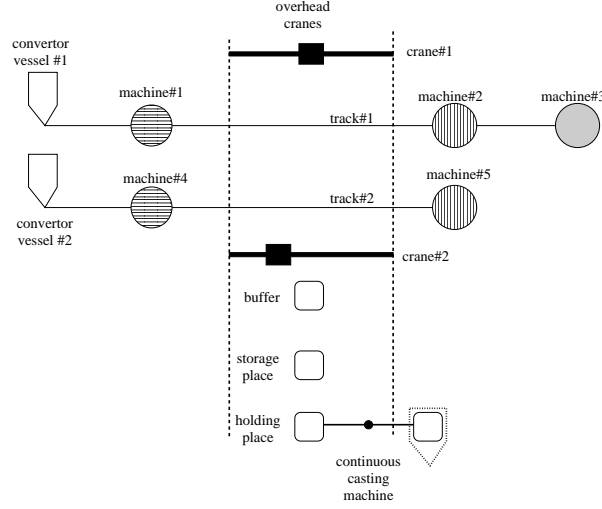 overhead
cranes
convertor
vessel #1
crane#1
machine#1
machine#2
machine#3
track#1
machine#4
machine#5
track#2
convertor
vessel #2
crane#2
buffer
storage
place
holding
place
continuous
casting
machine